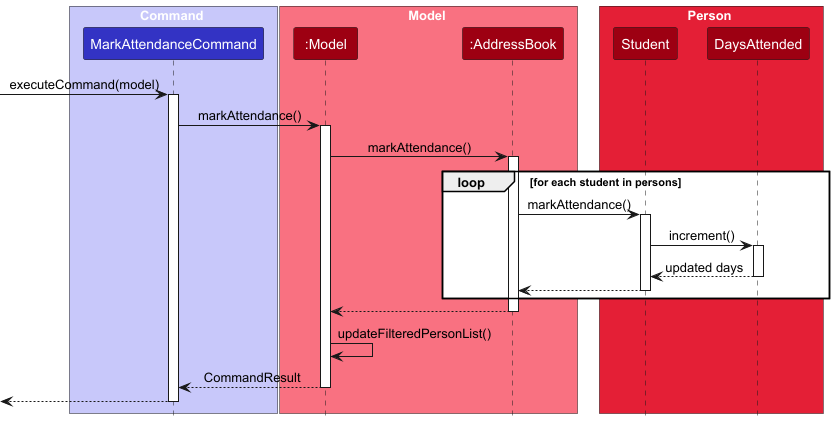 Command
Model
Person
MarkAttendanceCommand
:Model
:AddressBook
Student
DaysAttended
executeCommand(model)
markAttendance()
markAttendance()
loop
[for each student in persons]
markAttendance()
increment()
updated days
updateFilteredPersonList()
CommandResult